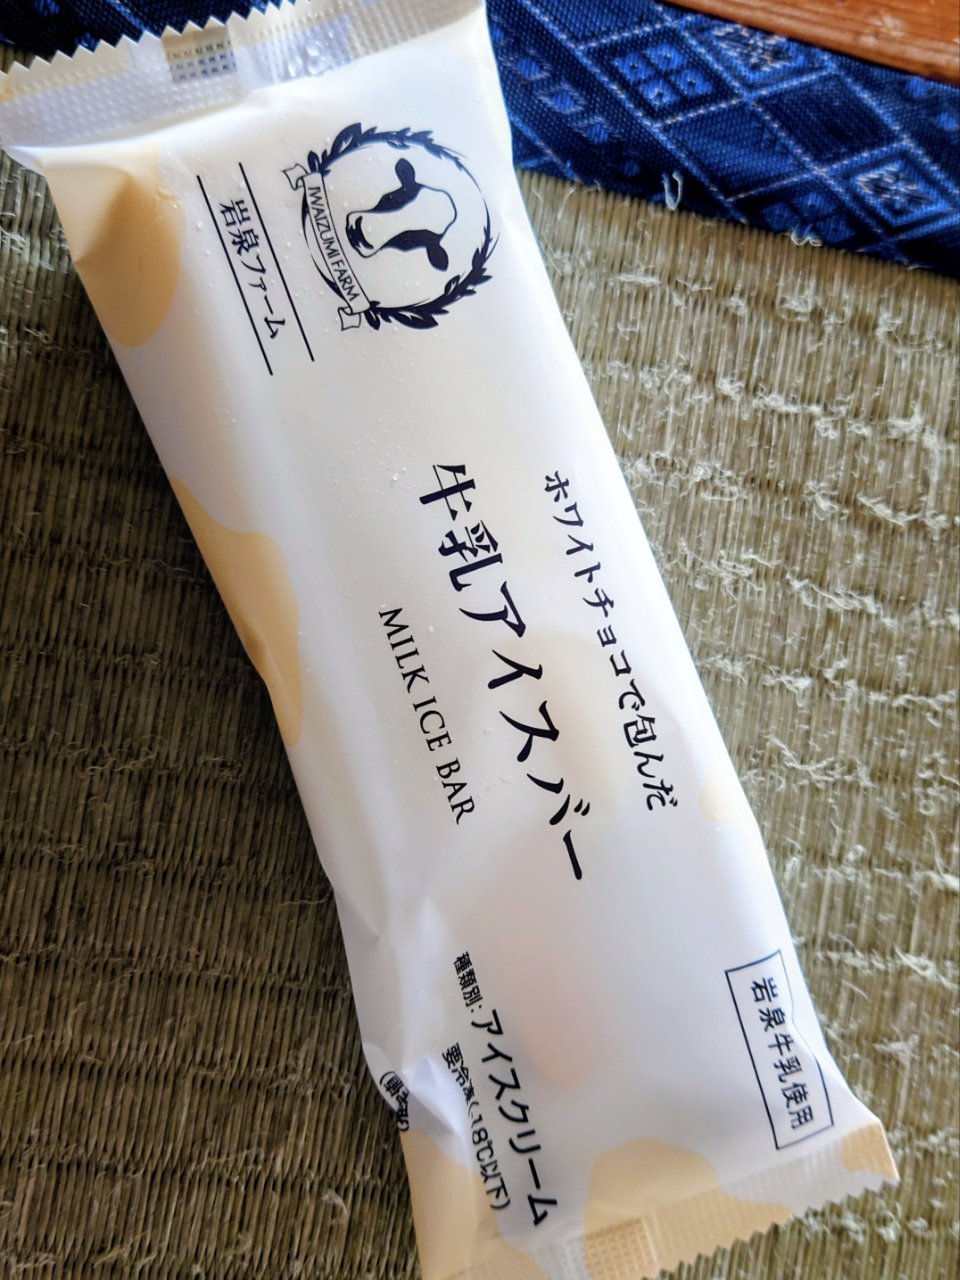 IWAIZUMI FARM
岩泉ファーム
ホワイトチョコで包んだ
牛乳アイスバー
MILK ICE BAR
岩泉牛乳使用
種類別:アイスクリーム
要冷凍(-18℃以下)